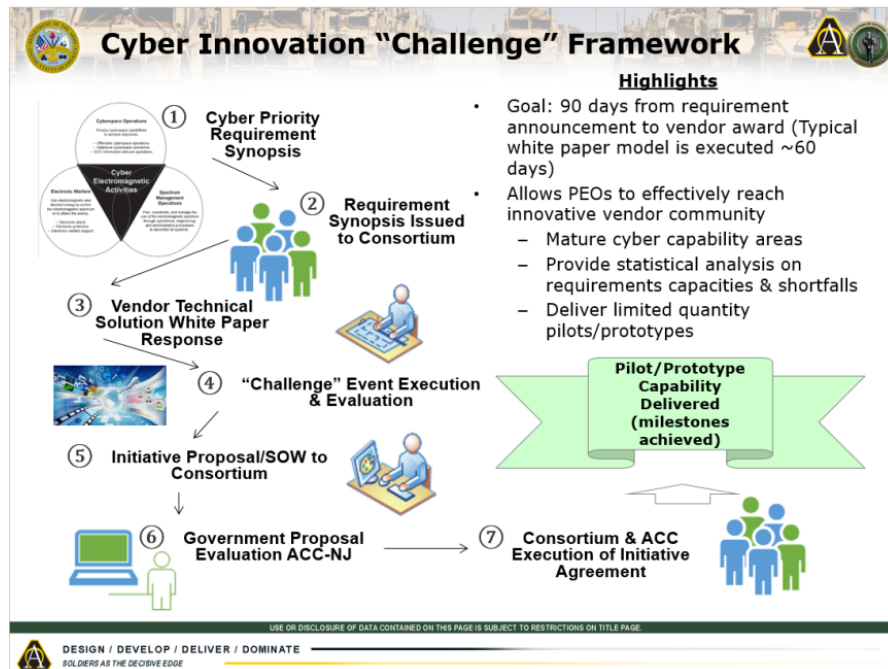 Cyber Innovation “Challenge” Framework
①
Cyber Priority
Requirement
Synopsis
Cyberspace Operations
Cyber
Electromagnetic
Activities
Electronic Warfare
Spectrum
Management
Operations
②
Requirement
Synopsis Issued
to Consortium
③
Vendor Technical
Solution White Paper
Response
④
“Challenge” Event Execution
& Evaluation
⑤
Initiative Proposal/SOW to
Consortium
⑥
Government Proposal
Evaluation ACC-NJ
⑦
Consortium & ACC
Execution of Initiative
Agreement
Highlights
• Goal: 90 days from requirement
announcement to vendor award (Typical
white paper model is executed ~60
days)
• Allows PEOs to effectively reach
innovative vendor community
– Mature cyber capability areas
– Provide statistical analysis on
requirements capacities & shortfalls
– Deliver limited quantity
pilots/prototypes
Pilot/Prototype
Capability
Delivered
(milestones
achieved)
USE OR DISCLOSURE OF DATA CONTAINED ON THIS PAGE IS SUBJECT TO RESTRICTIONS ON TITLE PAGE.
DESIGN / DEVELOP / DELIVER / DOMINATE
SOLDIERS AS THE DECISIVE EDGE